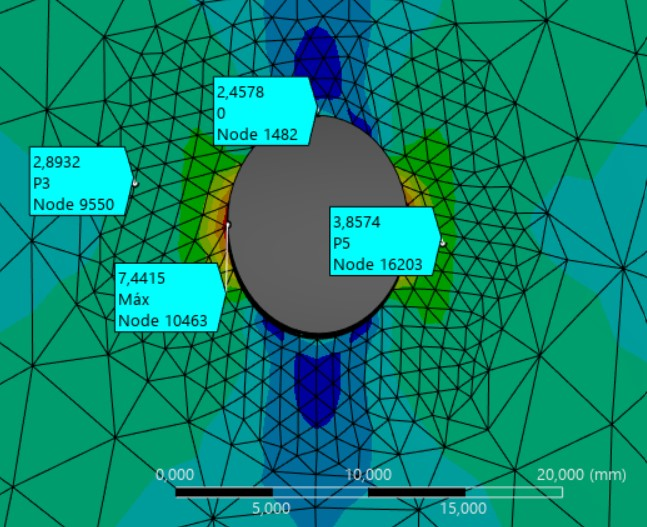 2,4578
0
Node 1482
2,8932
P3
Node 9550
3,8574
P5
Node 16203
7,4415
Máx
Node 10463
0,000 10,000 20,000 (mm)
5,000 15,000